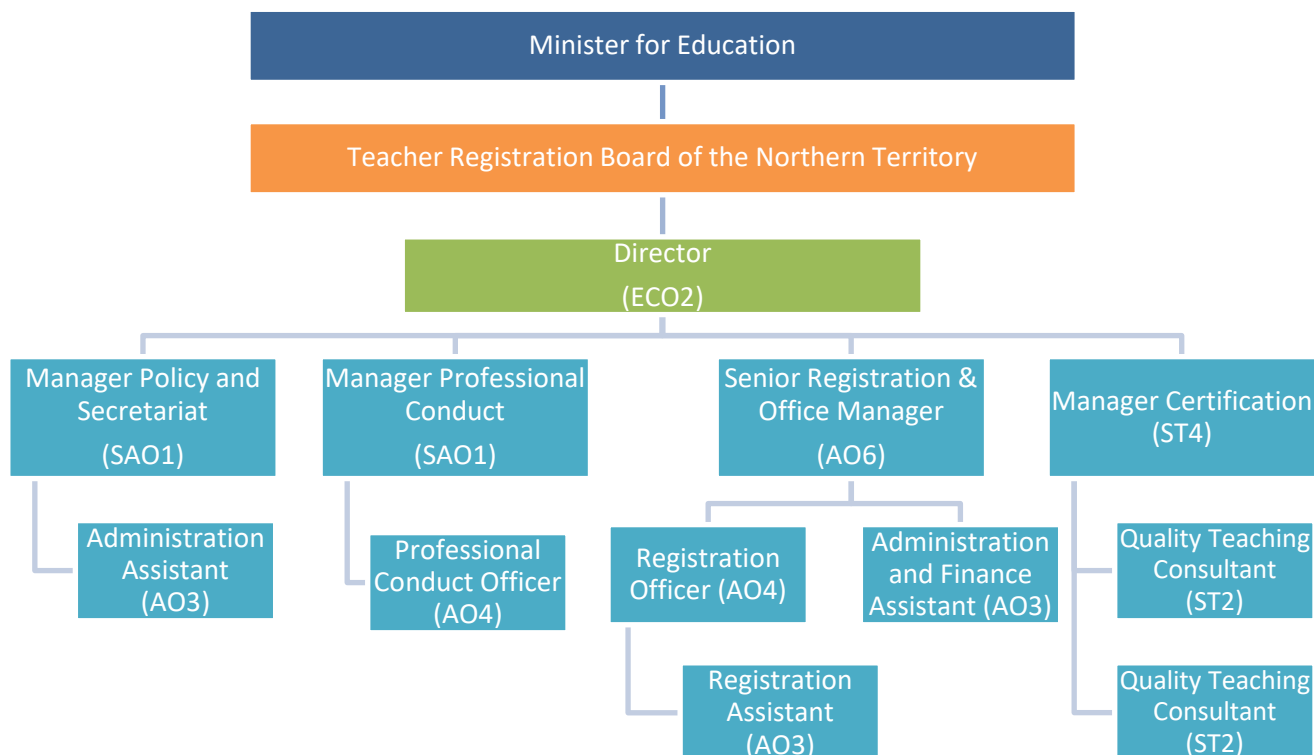 Minister for Education
Teacher Registration Board of the Northern Territory
Director
(ECO2)
Manager Policy and
Secretariat
(SAO1)
Manager Professional
Conduct
(SAO1)
Senior Registration &
Office Manager
(AO6)
Manager Certification
(ST4)
Administration
Assistant
(AO3)
Professional
Conduct Officer
(AO4)
Registration
Officer (AO4)
Administration
and Finance
Assistant (AO3)
Quality Teaching
Consultant
(ST2)
Registration
Assistant
(AO3)
Quality Teaching
Consultant
(ST2)